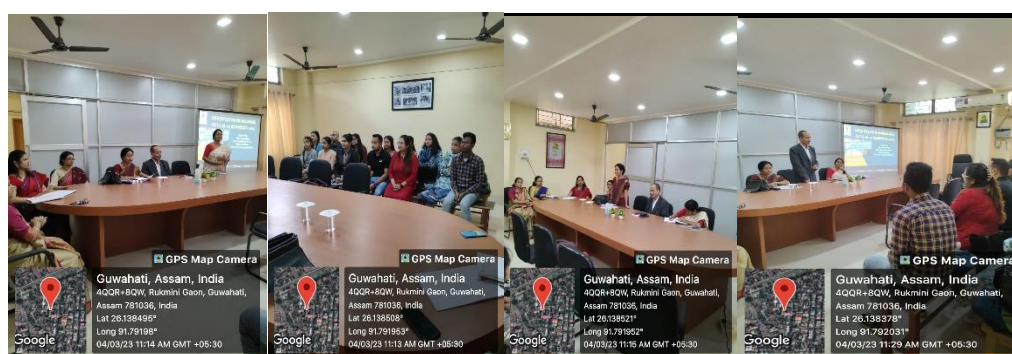 GPS Map Camera
Guwahati, Assam, India
4QQR+8QW, Rukmini Gaon, Guwahati,
Assam 781036, India
Lat 26.138495°
Long 91.79198°
04/03/23 11:14 AM GMT +05:30
Google
GPS Map Camera
Guwahati, Assam, India
4QQR+8QW, Rukmini Gaon, Guwahati,
Assam 781036, India
Lat 26.138508°
Long 91.791953°
04/03/23 11:13 AM GMT +05:30
Google
GPS Map Camera
Guwahati, Assam, India
4QQR+8QW, Rukmini Gaon, Guwahati,
Assam 781036, India
Lat 26.138521°
Long 91.791952°
04/03/23 11:15 AM GMT +05:30
Google
GPS Map Camera
Guwahati, Assam, India
4QQR+8QW, Rukmini Gaon, Guwahati,
Assam 781036, India
Lat 26.138378°
Long 91.792031°
04/03/23 11:29 AM GMT +05:30
Google